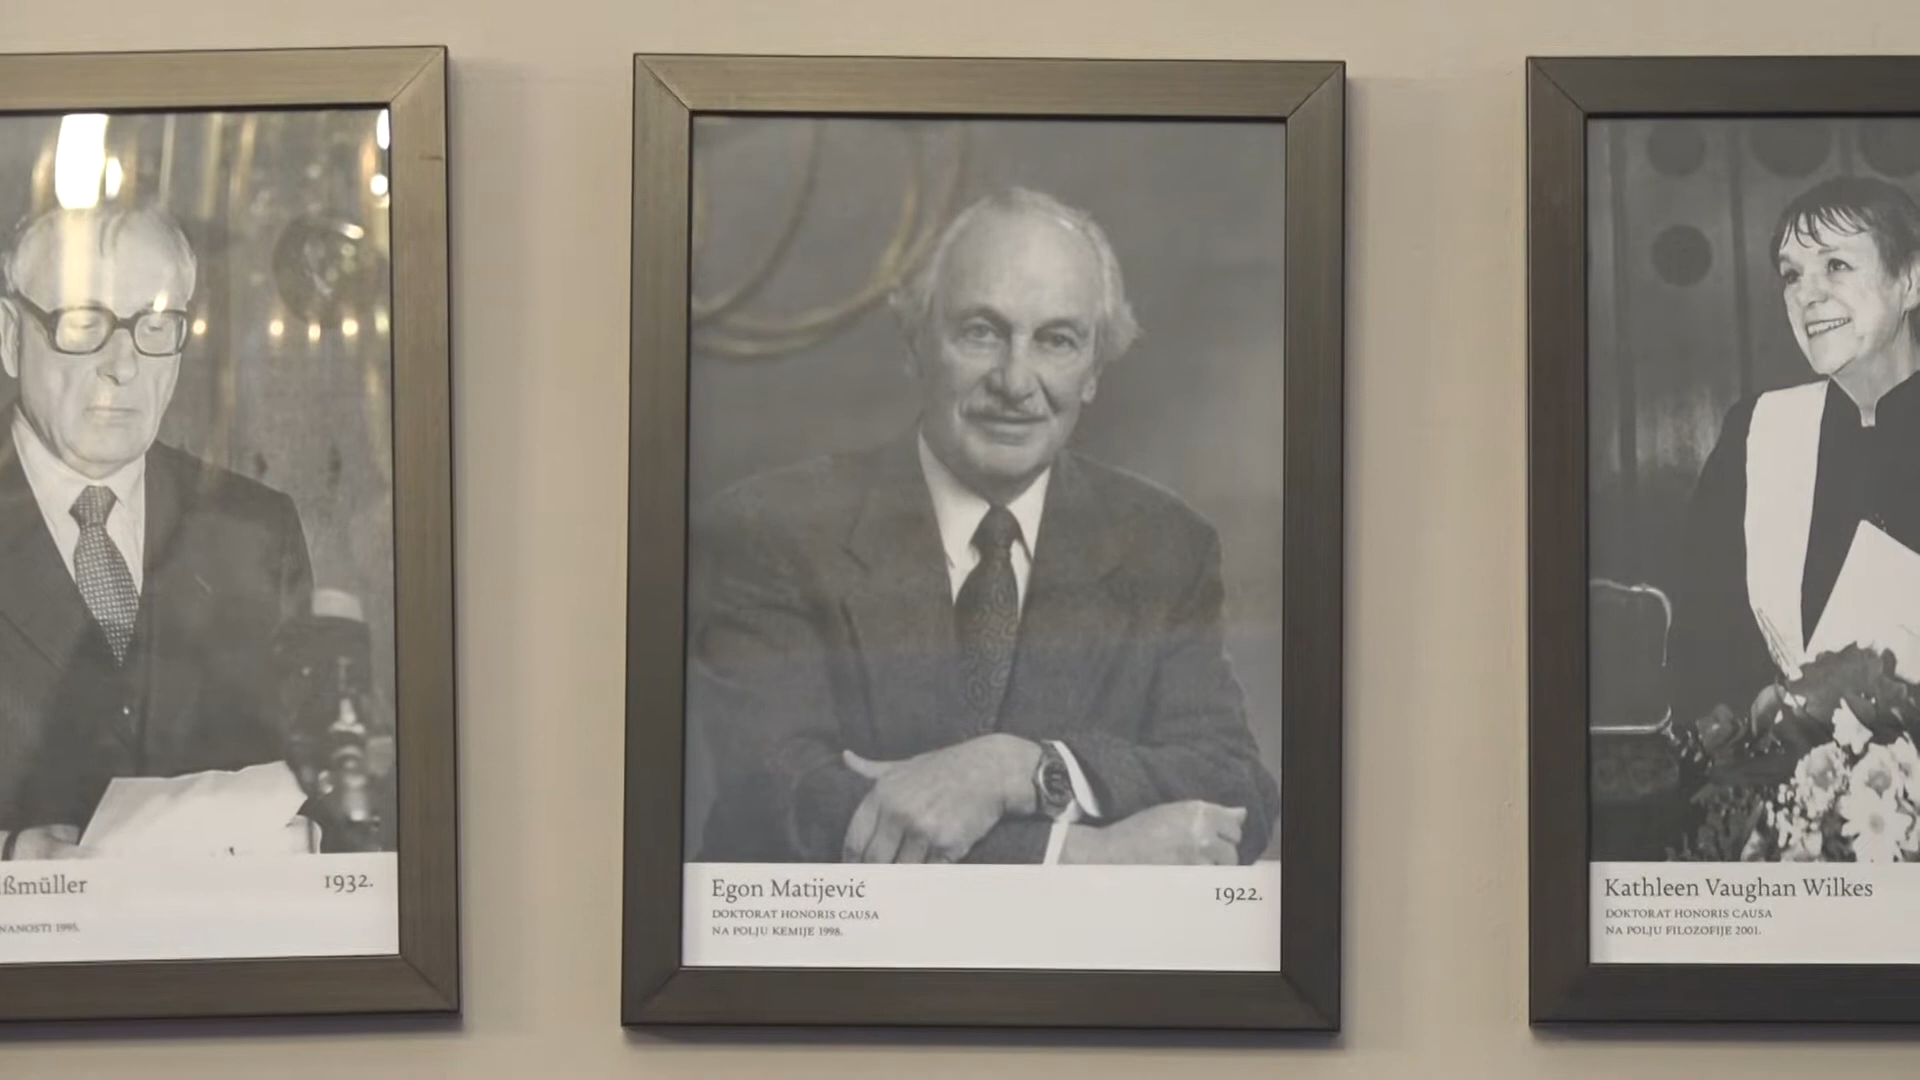 ißmüller 1932.
NANOSTI 1995.
Egon Matijević 1922.
DOKTORAT HONORIS CAUSA
NA POLJU KEMIJE 1998.
Kathleen Vaughan Wilkes
DOKTORAT HONORIS CAUSA
NA POLJU FILOZOFIJE 2001.